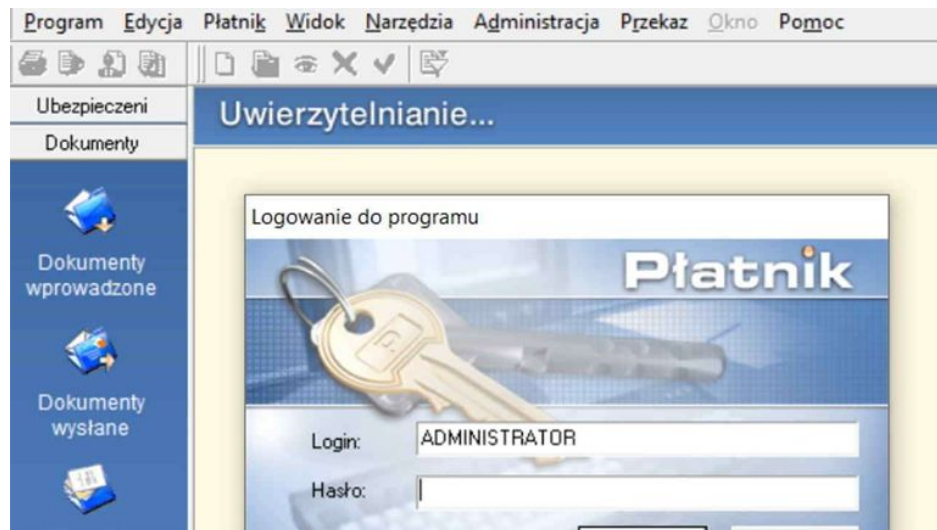 Program Edycja Płatnik Widok Narzędzia Administracja Przekaz Okno Pomoc
Ubezpieczeni
Dokumenty
Uwierzytelnianie...
Dokumenty
wprowadzone
Dokumenty
wysłane
Logowanie do programu
Płatnik
Login: ADMINISTRATOR
Hasło: